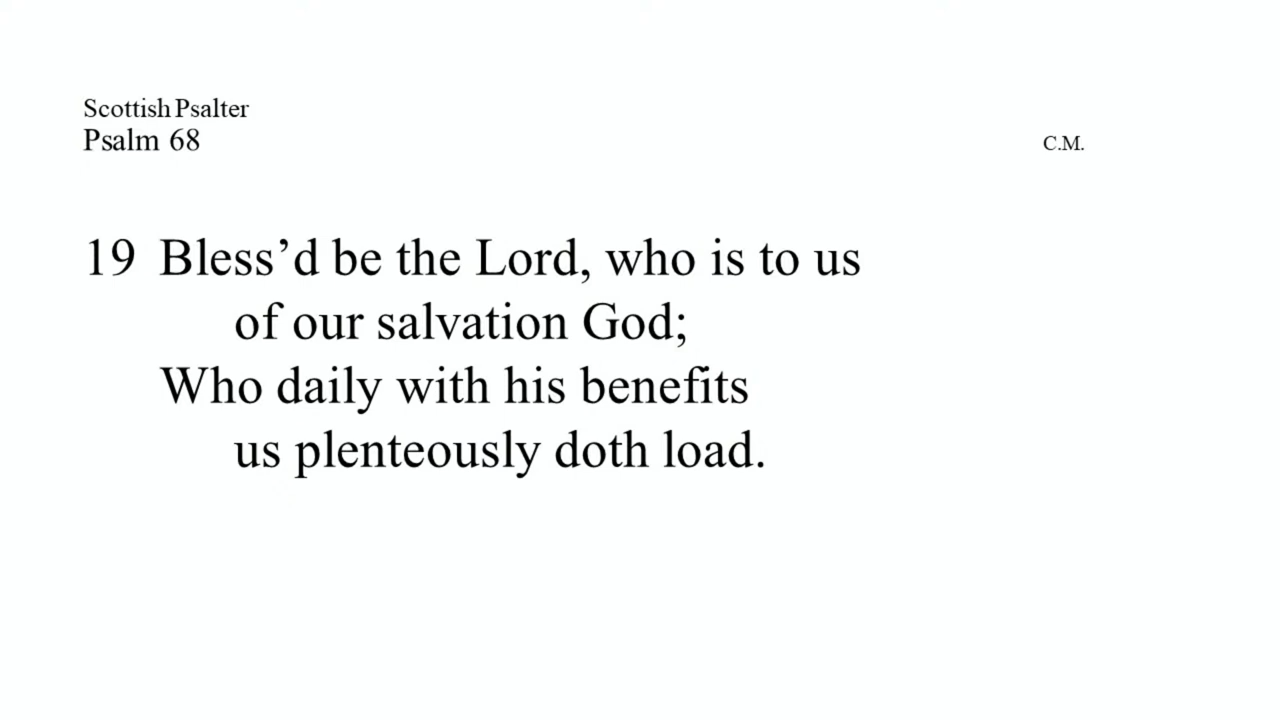 Scottish Psalter
Psalm 68
C.M.
19 Bless’d be the Lord, who is to us
of our salvation God;
Who daily with his benefits
us plenteously doth load.